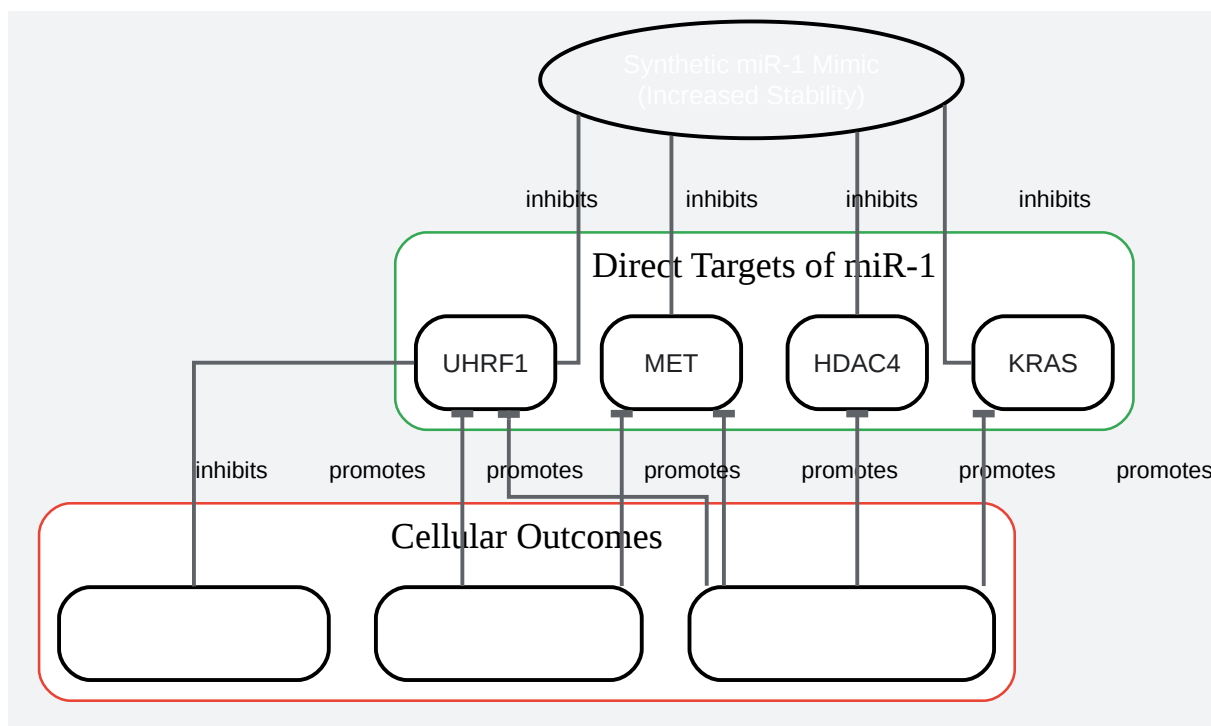 Synthetic miR-1 Mimic
(Increased Stability)
inhibits inhibits inhibits inhibits
Direct Targets of miR-1
UHRF1 MET HDAC4 KRAS
inhibits promotes promotes promotes promotes promotes promotes
Cellular Outcomes